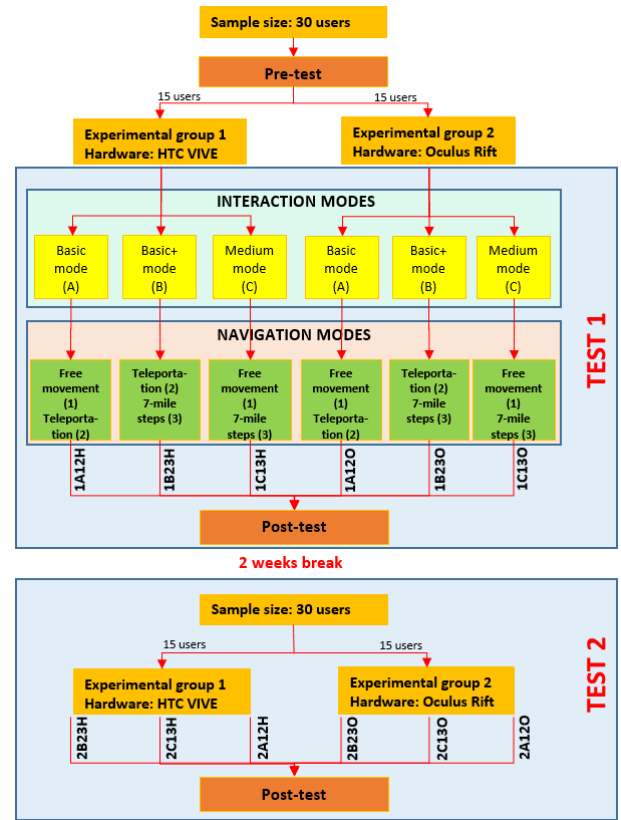 Sample size: 30 users
Pre-test
15 users
15 users
Experimental group 1
Hardware: HTC VIVE
Experimental group 2
Hardware: Oculus Rift
TEST 1
INTERACTION MODES
Basic
mode
(A)
Basic+
mode
(B)
Medium
mode
(C)
Basic
mode
(A)
Basic+
mode
(B)
Medium
mode
(C)
NAVIGATION MODES
Free
movement
(1)
Teleporta-
tion (2)
Teleporta-
tion (2)
7-mile
steps (3)
Free
movement
(1)
7-mile
steps (3)
Free
movement
(1)
Teleporta-
tion (2)
Teleporta-
tion (2)
7-mile
steps (3)
Free
movement
(1)
7-mile
steps (3)
1A12H
1B23H
1C13H
1A12O
1B23O
1C13O
Post-test
2 weeks break
TEST 2
Sample size: 30 users
15 users
15 users
Experimental group 1
Hardware: HTC VIVE
Experimental group 2
Hardware: Oculus Rift
2B23H
2C13H
2A12H
2B23O
2C13O
2A12O
Post-test